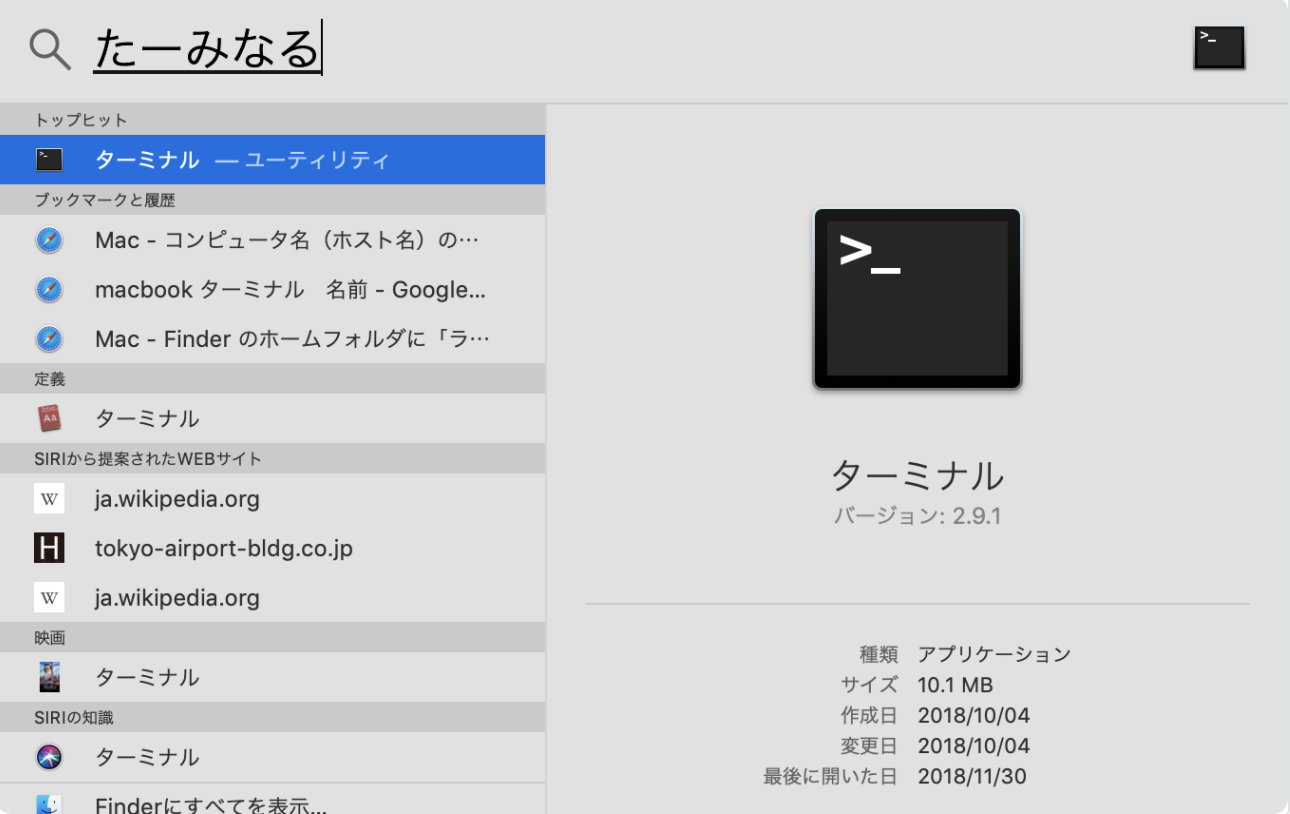 たーみなる
>_
トップヒット
>_ ターミナル — ユーティリティ
ブックマークと履歴
Mac - コンピュータ名（ホスト名）の…
macbook ターミナル　名前 - Google...
Mac - Finder のホームフォルダに「ラ…
定義
Aa ターミナル
SIRIから提案されたWEBサイト
W ja.wikipedia.org
H tokyo-airport-bldg.co.jp
W ja.wikipedia.org
映画
ターミナル
SIRIの知識
ターミナル
Finderにすべてを表示...
>_
ターミナル
バージョン: 2.9.1
種類 アプリケーション
サイズ 10.1 MB
作成日 2018/10/04
変更日 2018/10/04
最後に開いた日 2018/11/30